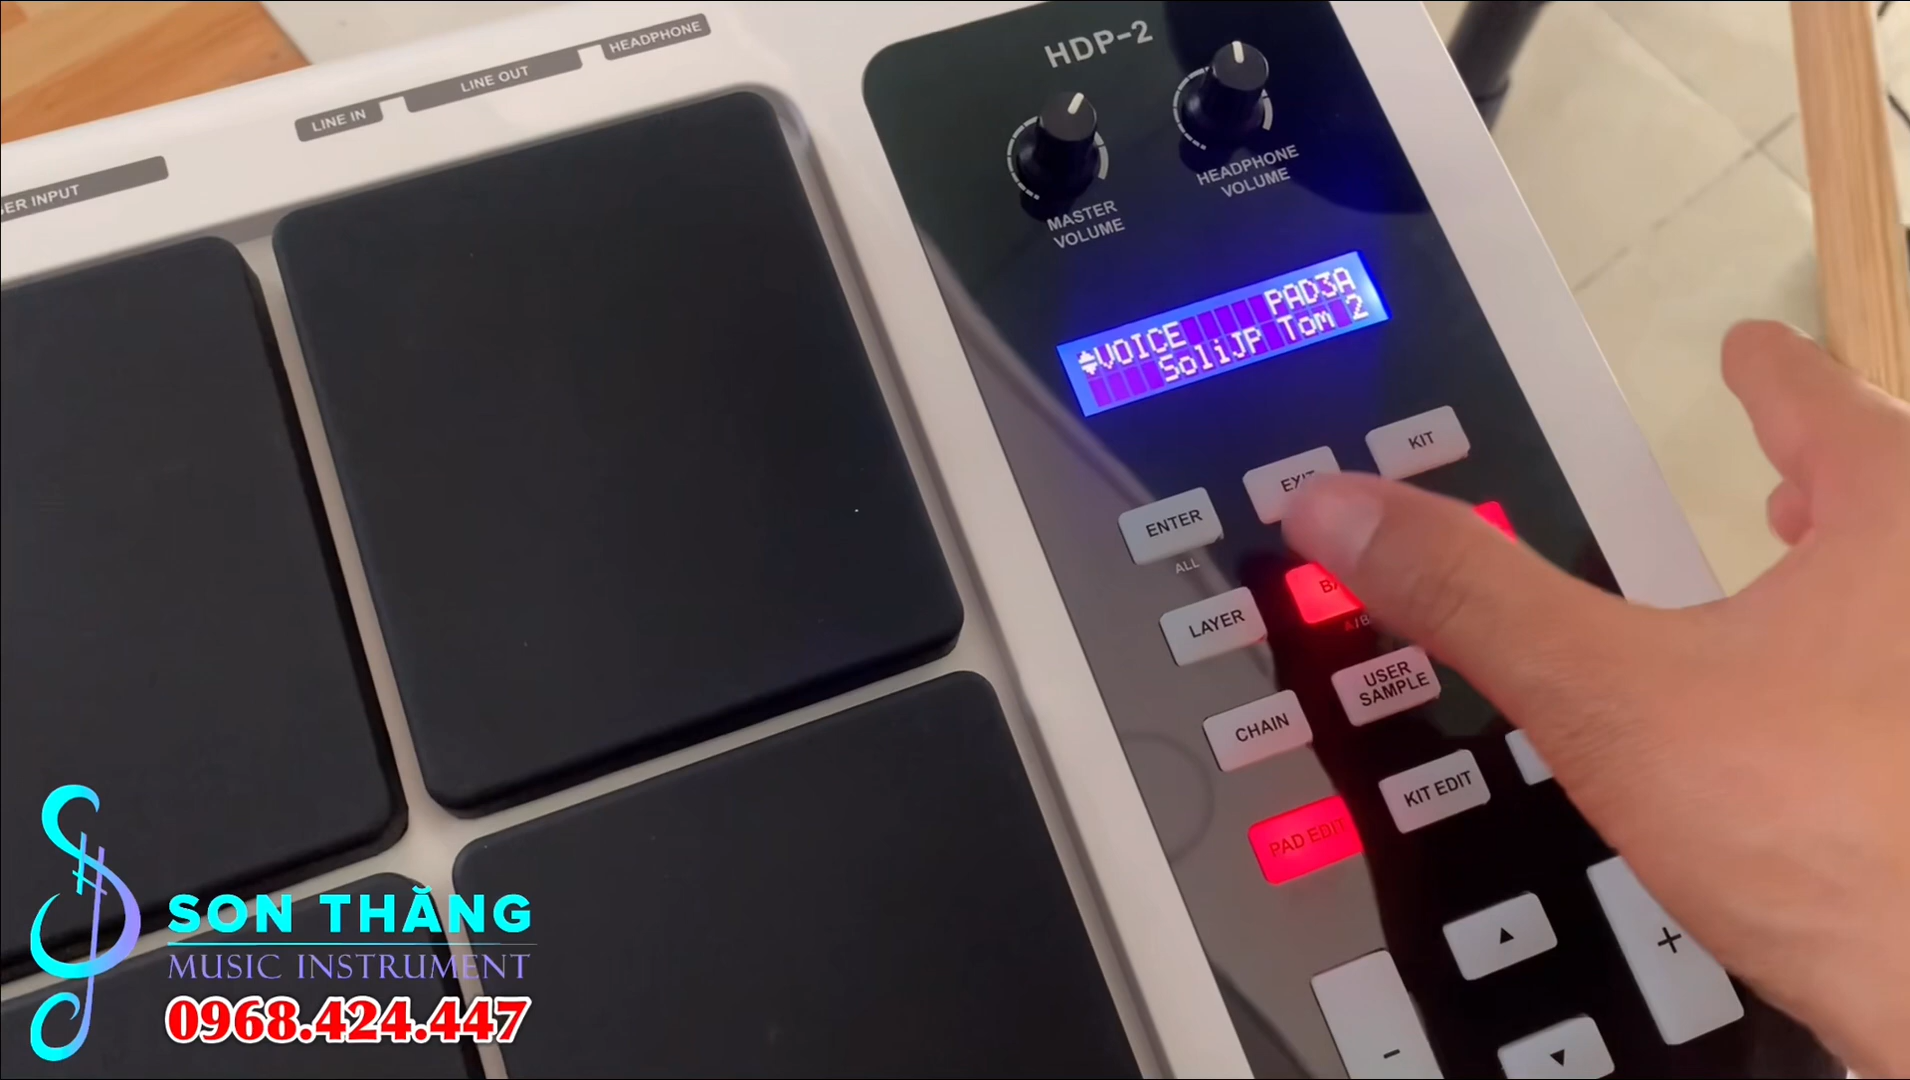 HDP-2
HEADPHONE
LINE OUT
LINE IN
INPUT
MASTER
VOLUME
HEADPHONE
VOLUME
VOICE PAD3A
SoliJP Tom 2
KIT
EXIT
ENTER
ALL
LAYER
USER
SAMPLE
CHAIN
KIT EDIT
PAD EDIT
+
-
SON THĂNG
MUSIC INSTRUMENT
0968.424.447